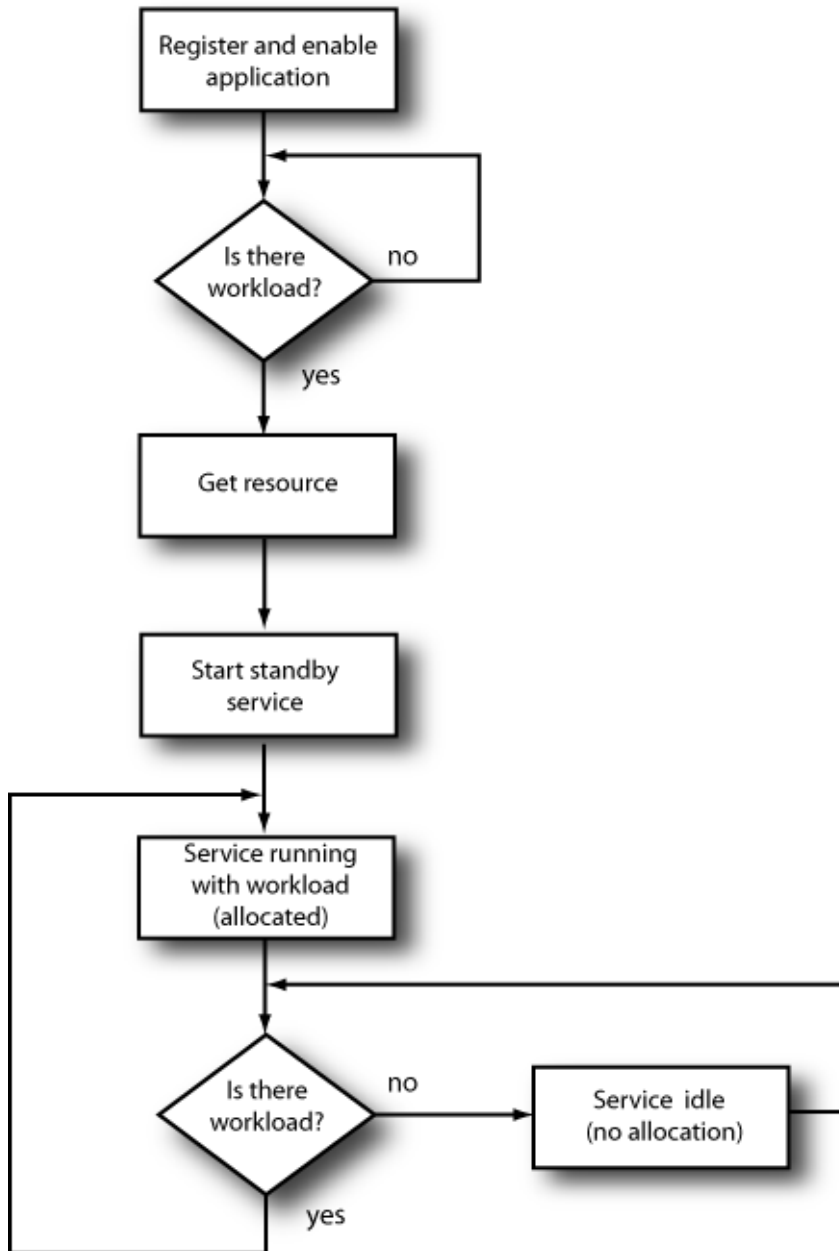 Register and enable
application
Is there
workload?
no
yes
Get resource
Start standby
service
Service running
with workload
(allocated)
Is there
workload?
no
Service idle
(no allocation)
yes